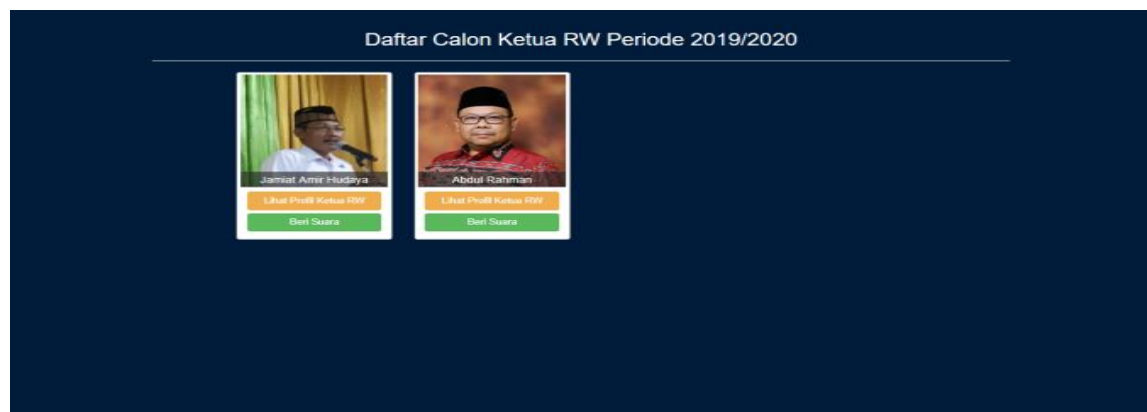 Daftar Calon Ketua RW Periode 2019/2020
Jamiat Amir Hudaya
Abdul Rahman
Lihat Profil Ketua RW
Lihat Profil Ketua RW
Beri Suara
Beri Suara